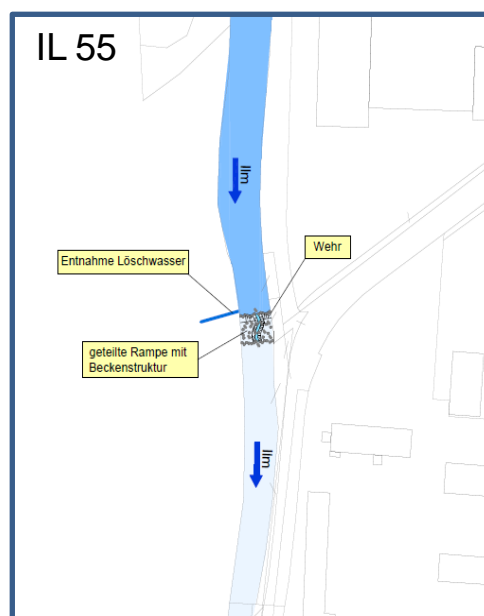 IL 55
Ilm
Wehr
Entnahme Löschwasser
geteilte Rampe mit
Beckenstruktur
Ilm